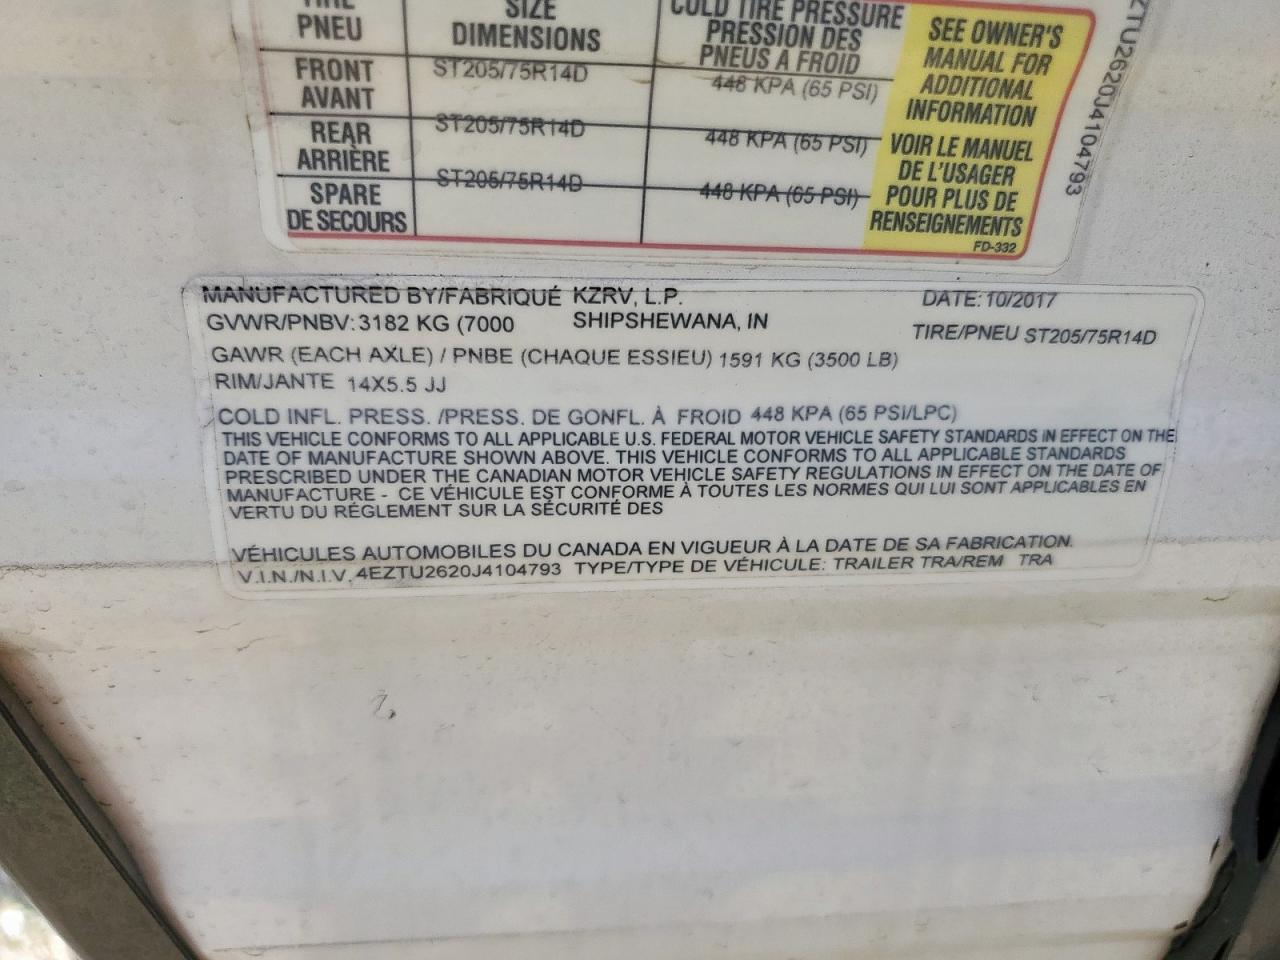 TIRE
PNEU
SIZE
DIMENSIONS
COLD TIRE PRESSURE
PRESSION DES
PNEUS A FROID
FRONT
AVANT
ST205/75R14D
448 KPA (65 PSI)
REAR
ARRIÈRE
ST205/75R14D
448 KPA (65 PSI)
SPARE
DE SECOURS
ST205/75R14D
448 KPA (65 PSI)
SEE OWNER'S
MANUAL FOR
ADDITIONAL
INFORMATION
VOIR LE MANUEL
DE L'USAGER
POUR PLUS DE
RENSEIGNEMENTS
FD-332
ZTU2620J4104793
MANUFACTURED BY/FABRIQUÉ KZRV, L.P. DATE: 10/2017
GVWR/PNBV: 3182 KG (7000 SHIPSHEWANA, IN TIRE/PNEU ST205/75R14D
GAWR (EACH AXLE) / PNBE (CHAQUE ESSIEU) 1591 KG (3500 LB)
RIM/JANTE 14X5.5 JJ
COLD INFL. PRESS. /PRESS. DE GONFL. À FROID 448 KPA (65 PSI/LPC)
THIS VEHICLE CONFORMS TO ALL APPLICABLE U.S. FEDERAL MOTOR VEHICLE SAFETY STANDARDS IN EFFECT ON THE
DATE OF MANUFACTURE SHOWN ABOVE. THIS VEHICLE CONFORMS TO ALL APPLICABLE STANDARDS
PRESCRIBED UNDER THE CANADIAN MOTOR VEHICLE SAFETY REGULATIONS IN EFFECT ON THE DATE OF
MANUFACTURE - CE VÉHICULE EST CONFORME À TOUTES LES NORMES QUI LUI SONT APPLICABLES EN
VERTU DU RÉGLEMENT SUR LA SÉCURITÉ DES
VÉHICULES AUTOMOBILES DU CANADA EN VIGUEUR À LA DATE DE SA FABRICATION.
V.I.N./N.I.V. 4EZTU2620J4104793 TYPE/TYPE DE VÉHICULE: TRAILER TRA/REM TRA